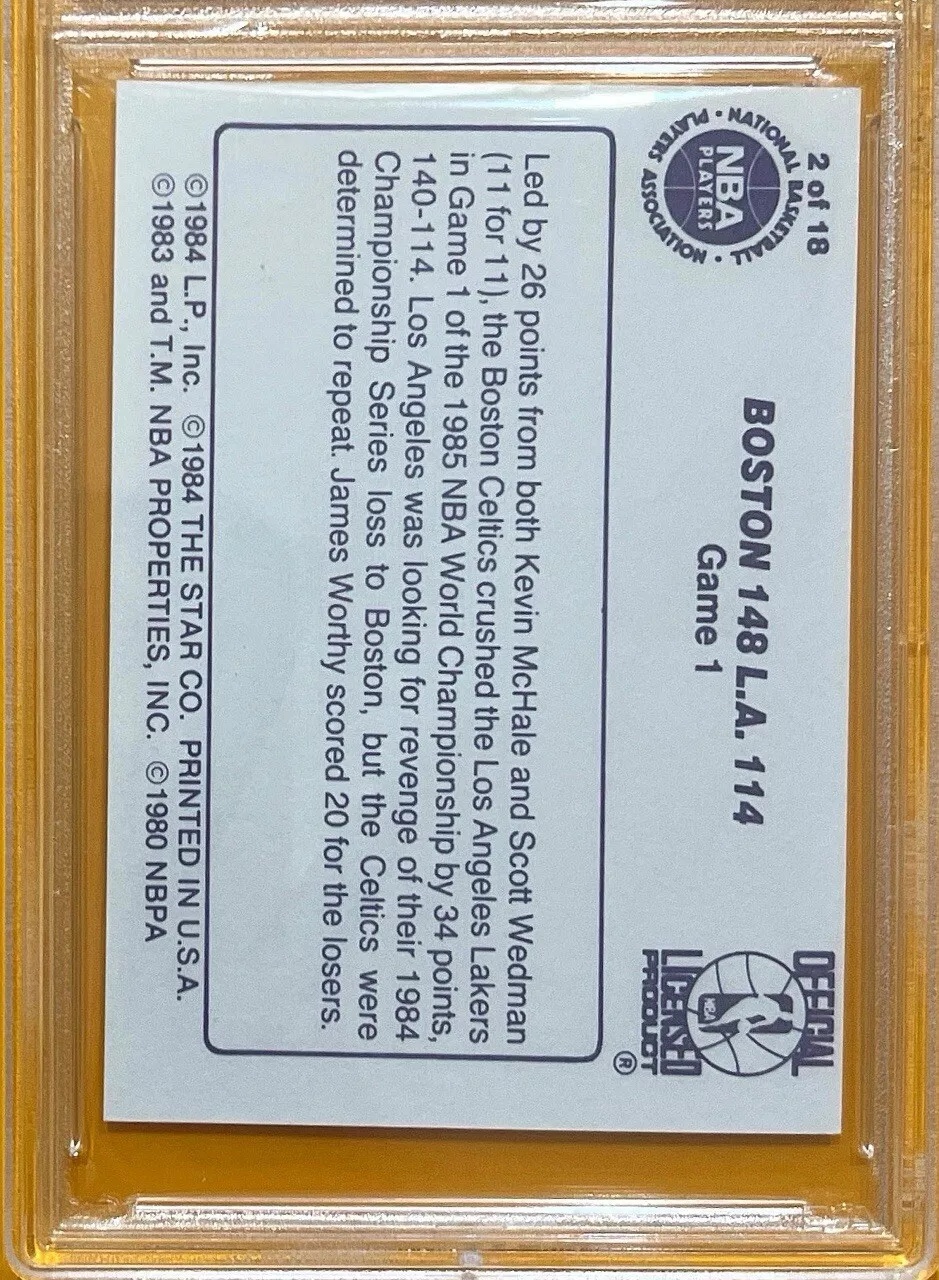 2 of 18
NATIONAL BASKETBALL
PLAYERS ASSOCIATION
NBA
PLAYERS
BOSTON 148 L.A. 114
Game 1
OFFICIAL
NBA
LICENSED
PRODUCT
®
Led by 26 points from both Kevin McHale and Scott Wedman
(11 for 11), the Boston Celtics crushed the Los Angeles Lakers
in Game 1 of the 1985 NBA World Championship by 34 points,
140-114. Los Angeles was looking for revenge of their 1984
Championship Series loss to Boston, but the Celtics were
determined to repeat. James Worthy scored 20 for the losers.
©1984 L.P., Inc. ©1984 THE STAR CO. PRINTED IN U.S.A.
©1983 and T.M. NBA PROPERTIES, INC. ©1980 NBPA